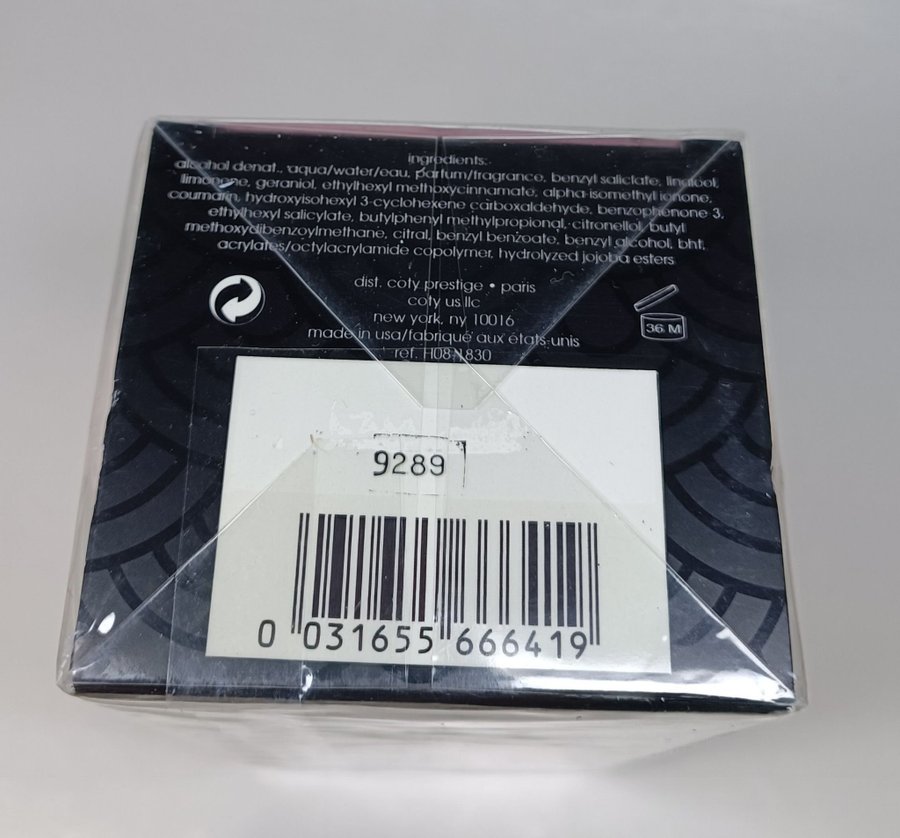 ingredients:
alcohol denat., aqua/water/eau, parfum/fragrance, benzyl saliclate, linalool,
limonene, geraniol, ethylhexyl methoxycinnamate, alpha-isomethyl ionone,
coumarin, hydroxyisohexyl 3-cyclohexene carboxaldehyde, benzophenone 3,
ethylhexyl salicylate, butylphenyl methylpropional, citronellol, butyl
methoxydibenzoylmethane, citral, benzyl benzoate, benzyl alcohol, bht,
acrylates/octylacrylamide copolymer, hydrolyzed jojoba esters
dist. coty prestige • paris
coty us llc
new york, ny 10016
made in usa/fabriqué aux états-unis
ref. H08-1830
36 M
9289
0 031655 666419